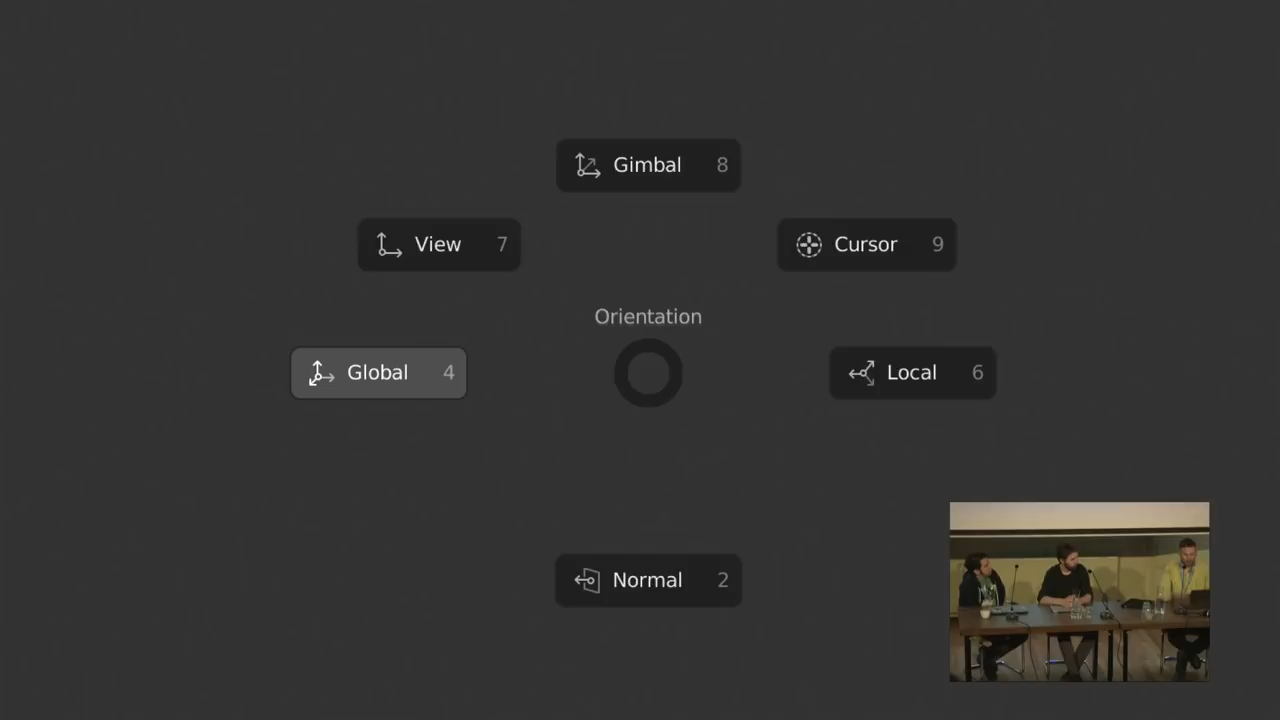 Gimbal 8
View 7
Cursor 9
Orientation
Global 4
Local 6
Normal 2